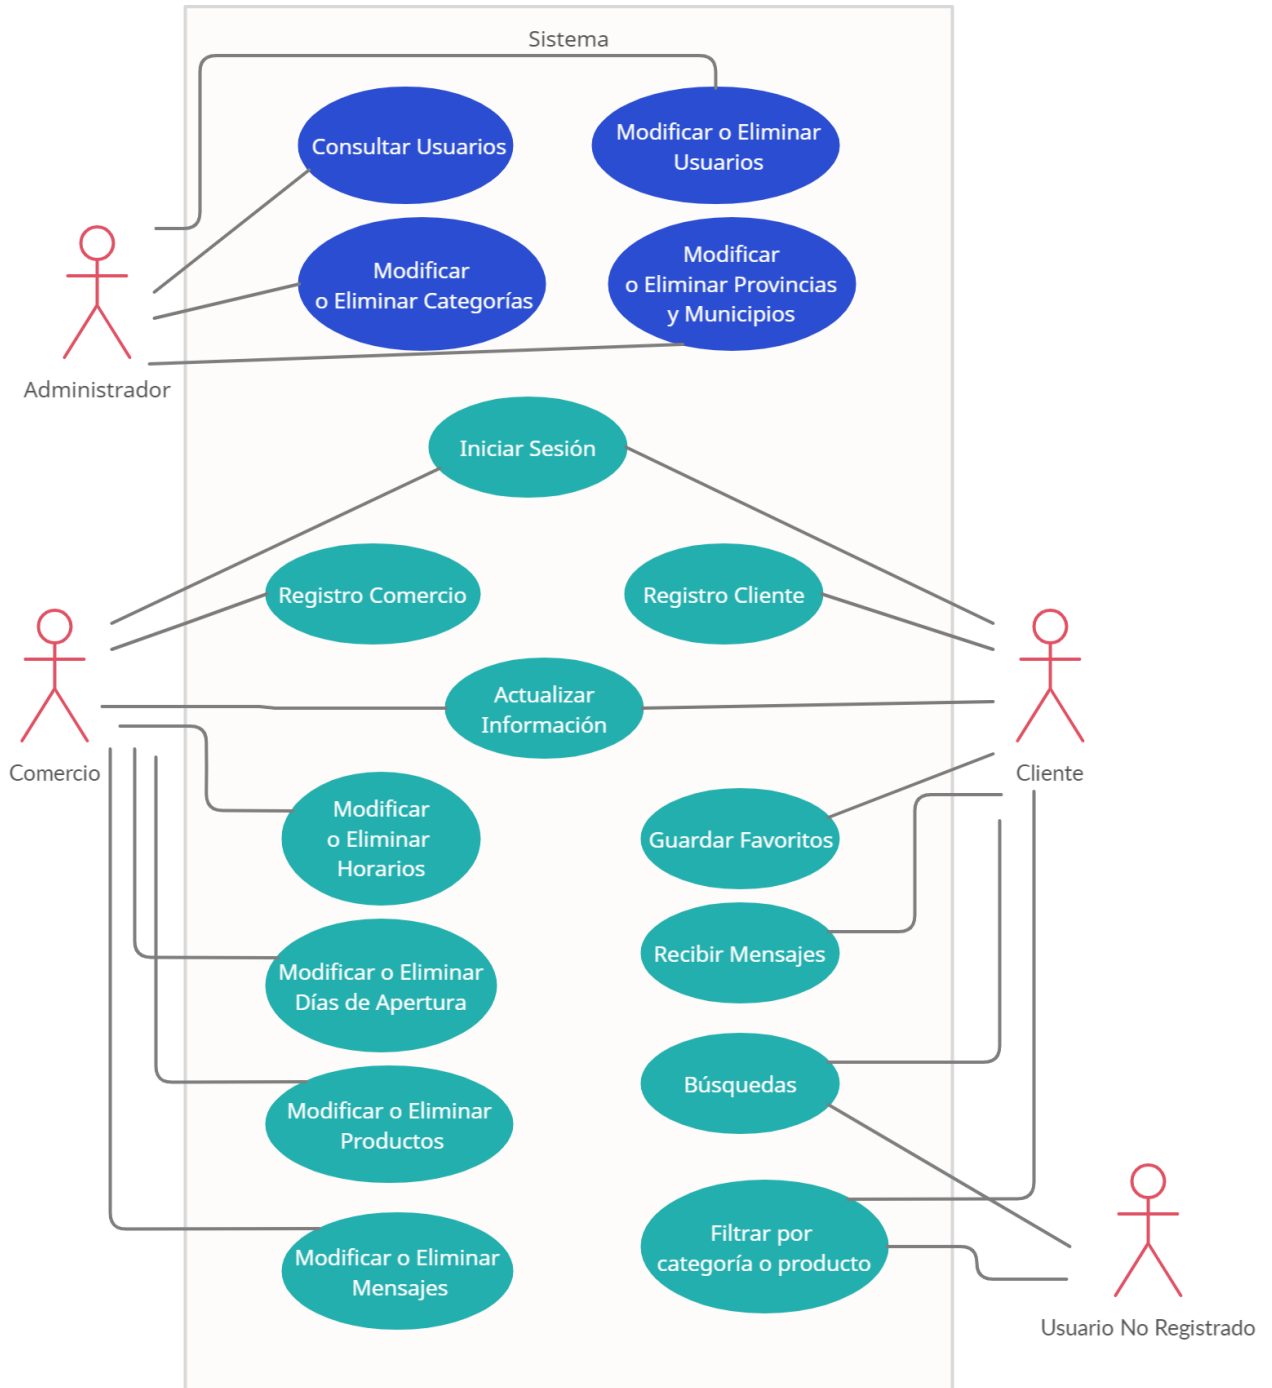 Sistema
Consultar Usuarios
Modificar o Eliminar
Usuarios
Modificar
o Eliminar Categorías
Modificar
o Eliminar Provincias
y Municipios
Administrador
Iniciar Sesión
Registro Comercio
Registro Cliente
Actualizar
Información
Comercio
Cliente
Modificar
o Eliminar
Horarios
Guardar Favoritos
Modificar o Eliminar
Días de Apertura
Recibir Mensajes
Modificar o Eliminar
Productos
Búsquedas
Modificar o Eliminar
Mensajes
Filtrar por
categoría o producto
Usuario No Registrado